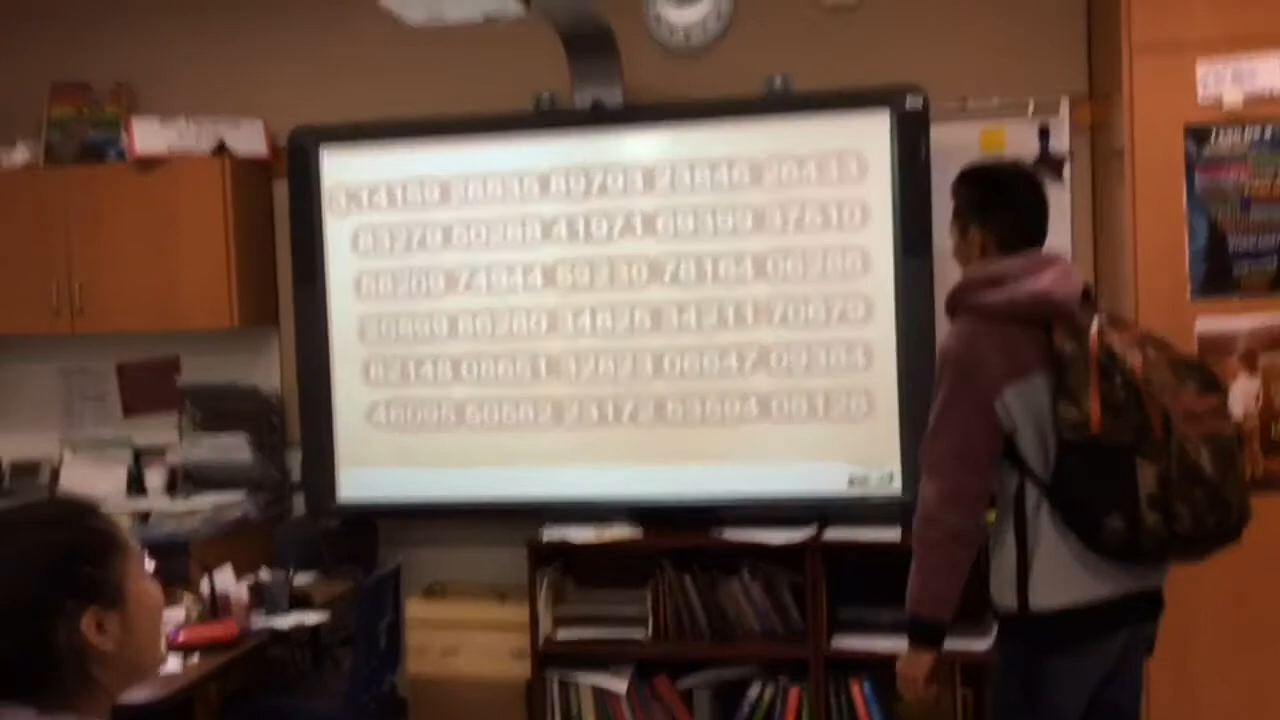 3.14159 26535 89793 23846 26433
83279 50288 41971 69399 37510
58209 74944 59230 78164 06286
20899 86280 34825 34211 70679
82148 08651 32823 06647 09384
46095 50582 23172 53594 08128